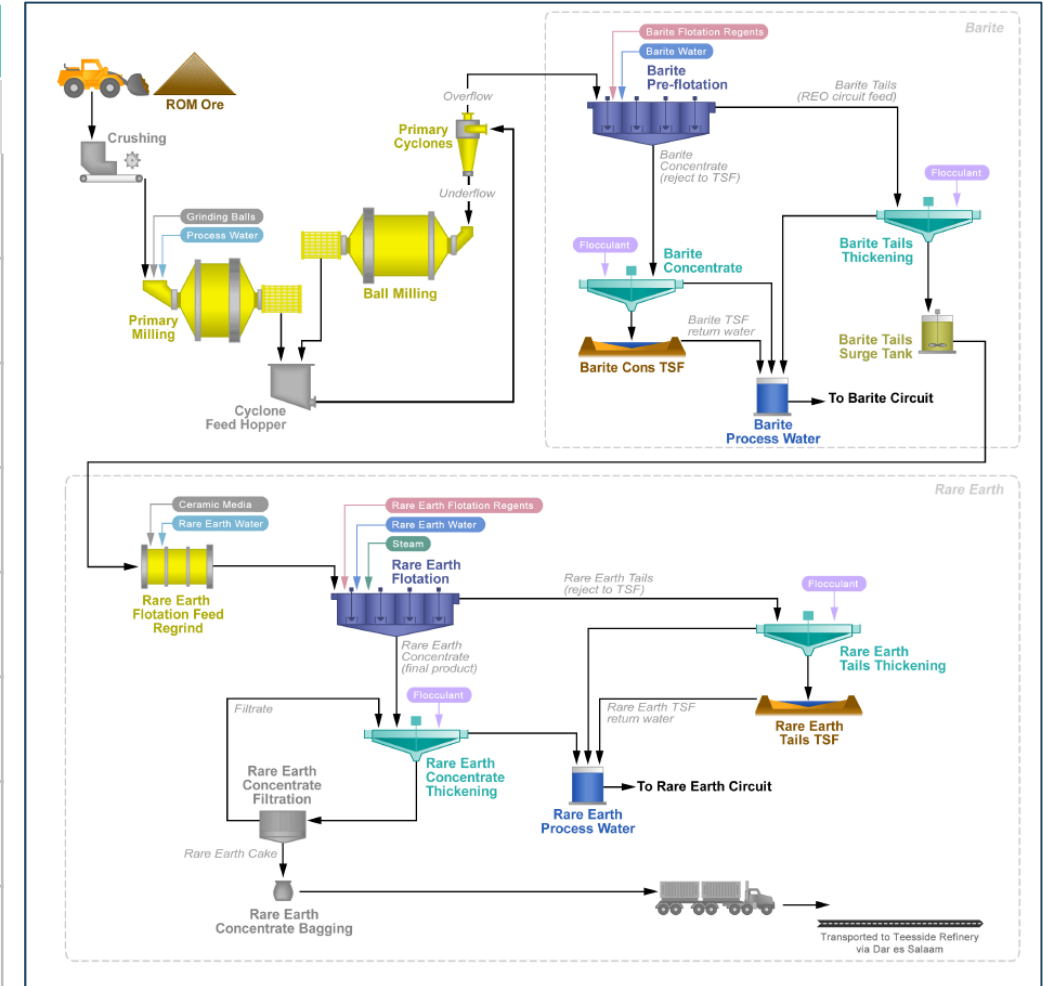 Barite
Barite Flotation Regents
Barite Water
Barite
Pre-flotation
Barite Tails
(REO circuit feed)
ROM Ore
Overflow
Primary
Cyclones
Crushing
Barite
Concentrate
(reject to TSF)
Flocculant
Underflow
Grinding Balls
Process Water
Flocculant
Barite
Concentrate
Barite Tails
Thickening
Ball Milling
Primary
Milling
Barite TSF
return water
Barite Tails
Surge Tank
Barite Cons TSF
To Barite Circuit
Cyclone
Feed Hopper
Barite
Process Water
Rare Earth
Ceramic Media
Rare Earth Water
Rare Earth Flotation Regents
Rare Earth Water
Steam
Rare Earth
Flotation
Rare Earth Tails
(reject to TSF)
Flocculant
Rare Earth
Flotation Feed
Regrind
Rare Earth
Concentrate
(final product)
Rare Earth
Tails Thickening
Flocculant
Filtrate
Rare Earth TSF
return water
Rare Earth
Tails TSF
Rare Earth
Concentrate
Thickening
Rare Earth
Concentrate
Filtration
To Rare Earth Circuit
Rare Earth
Process Water
Rare Earth Cake
Rare Earth
Concentrate Bagging
Transported to Teesside Refinery
via Dar es Salaam